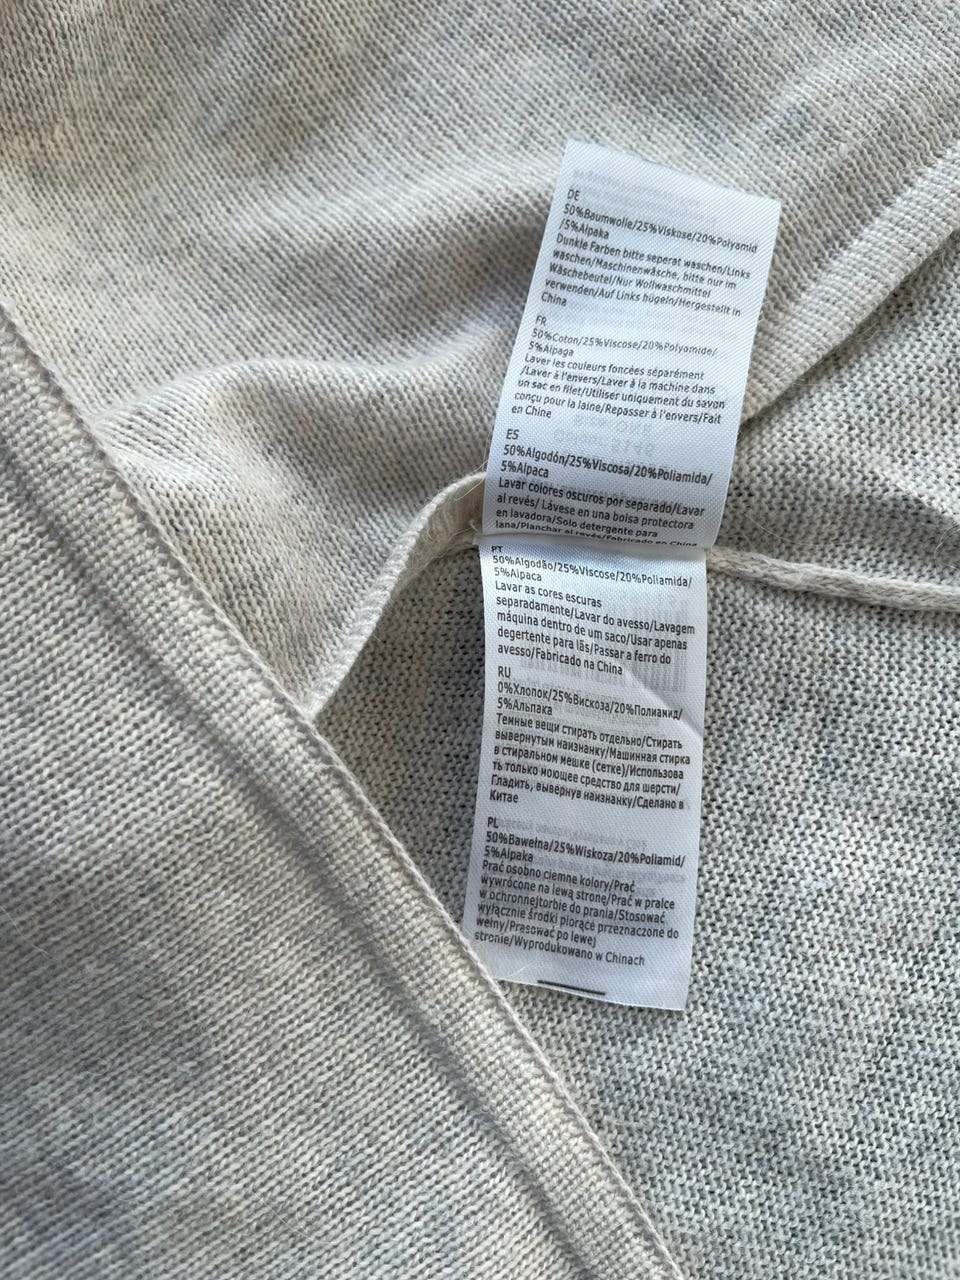 DE
50%Baumwolle/25%Viskose/20%Polyamid
/5%Alpaka
Dunkle Farben bitte seperat waschen/Links
waschen/Maschinenwäsche, bitte nur im
Wäschebeutel/Nur Wollwaschmittel
verwenden/Auf Links hügeln/Hergestellt in
China
FR
50%Coton/25%Viscose/20%Polyamide/
5%Alpaga
Laver les couleurs foncées séparément
/Laver à l'envers/Laver à la machine dans
un sac en filet/Utiliser uniquement du savon
conçu pour la laine/Repasser à l'envers/Fait
en Chine
ES
50%Algodón/25%Viscosa/20%Poliamida/
5%Alpaca
Lavar colores oscuros por separado/Lavar
al revés/ Lávese en una bolsa protectora
en lavadora/Solo detergente para
lana/Planchar al revés/Fabricado en China
PT
50%Algodão/25%Viscose/20%Poliamida/
5%Alpaca
Lavar as cores escuras
separadamente/Lavar do avesso/Lavagem
máquina dentro de um saco/Usar apenas
degertente para lãs/Passar a ferro do
avesso/Fabricado na China
RU
0%Хлопок/25%Вискоза/20%Полиамид/
5%Альпака
Темные вещи стирать отдельно/Стирать
вывернутым наизнанку/Машинная стирка
в стиральном мешке (сетке)/Использова
ть только моющее средство для шерсти/
Гладить, вывернув наизнанку/Сделано в
Китае
PL
50%Bawełna/25%Wiskoza/20%Poliamid/
5%Alpaka
Prać osobno ciemne kolory/Prać
wywrócone na lewą stronę/Prać w pralce
w ochronnejtorbie do prania/Stosować
wyłącznie środki piorące przeznaczone do
wełny/Prasować po lewej
stronie/Wyprodukowano w Chinach